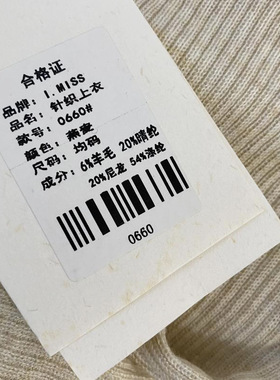 合格证
品牌: I.MISS
品名: 针织上衣
款号: 0660#
颜色: 燕麦
尺码: 均码
成分: 6%羊毛 20%腈纶
20%尼龙 54%涤纶
0660